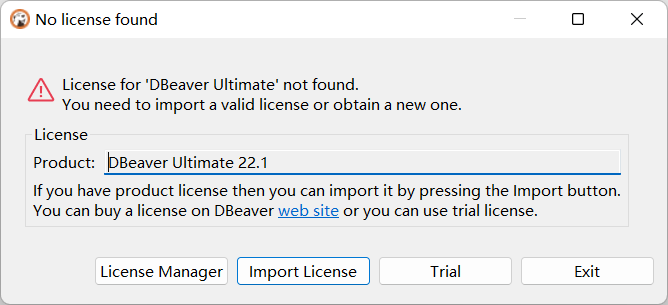 No license found
License for 'DBeaver Ultimate' not found.
You need to import a valid license or obtain a new one.
License
Product: DBeaver Ultimate 22.1
If you have product license then you can import it by pressing the Import button.
You can buy a license on DBeaver web site or you can use trial license.
License Manager Import License Trial Exit